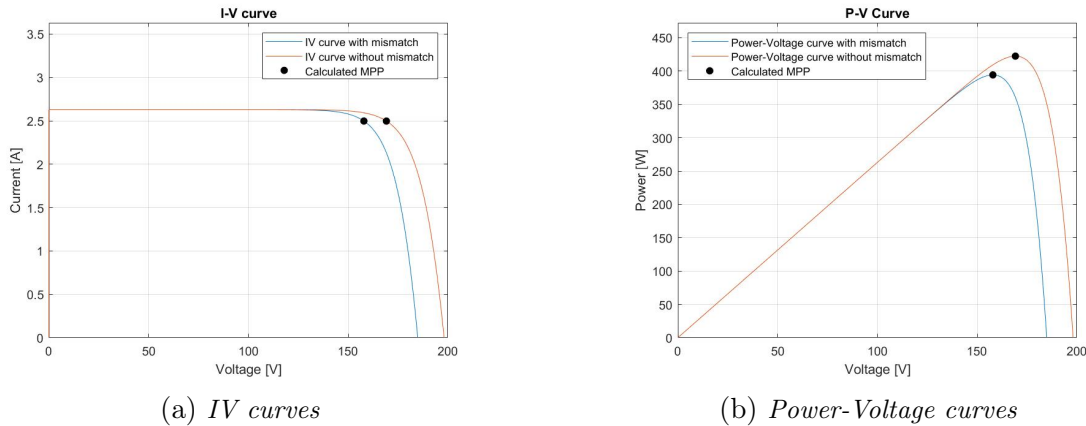 I-V curve
3.5
3
2.5
2
1.5
1
0.5
0
Current [A]
IV curve with mismatch
IV curve without mismatch
Calculated MPP
0
50
100
150
200
Voltage [V]
(a) IV curves
P-V Curve
450
400
350
300
250
200
150
100
50
0
Power [W]
Power-Voltage curve with mismatch
Power-Voltage curve without mismatch
Calculated MPP
0
50
100
150
200
Voltage [V]
(b) Power-Voltage curves